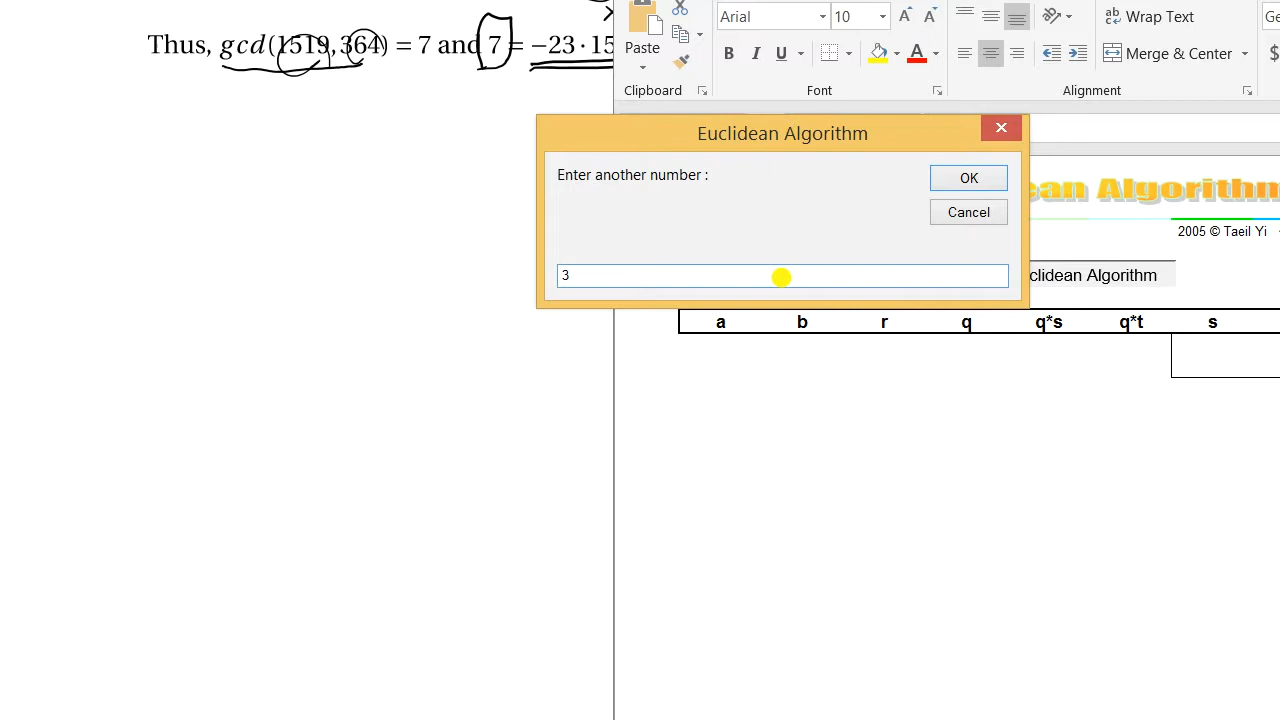 Thus, gcd(1519,364) = 7 and 7 = −23·15
Arial
10
Wrap Text
Paste
B I U
A
Merge & Center
$
Clipboard
Font
Alignment
Euclidean Algorithm
Enter another number :
OK
Cancel
3
ean Algorithm
2005 © Taeil Yi
clidean Algorithm
a b r q q*s q*t s